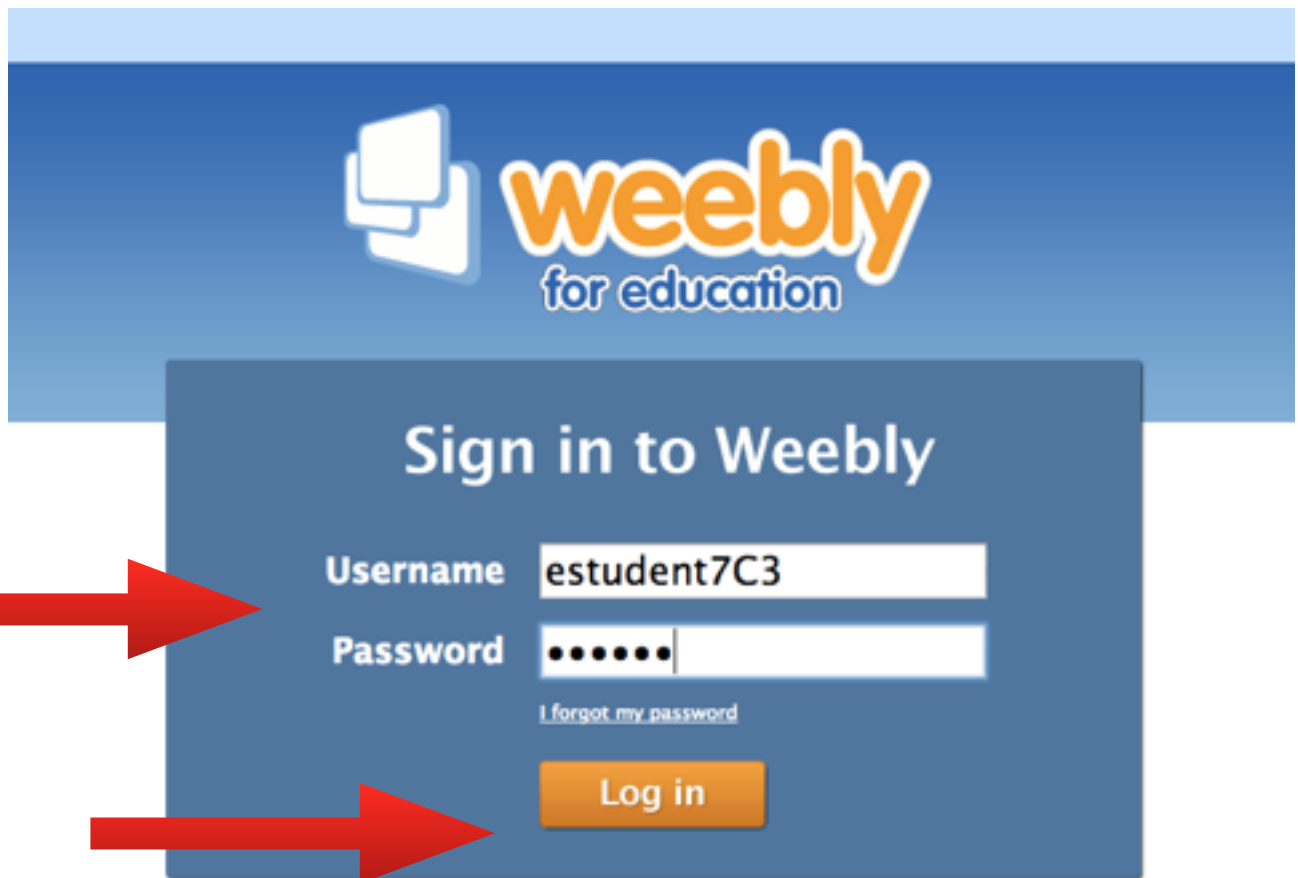 weebly
for education
Sign in to Weebly
Username estudent7C3
Password ••••••
I forgot my password
Log in